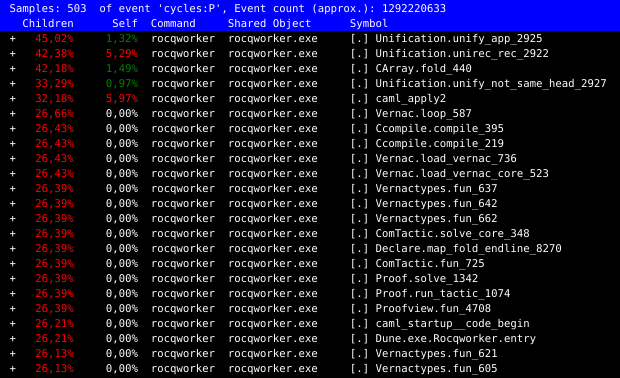 Samples: 503  of event 'cycles:P', Event count (approx.): 1292220633
  Children      Self  Command    Shared Object      Symbol
+   45,02%     1,32%  rocqworker  rocqworker.exe     [.] Unification.unify_app_2925
+   42,38%     5,29%  rocqworker  rocqworker.exe     [.] Unification.unirec_rec_2922
+   42,18%     1,49%  rocqworker  rocqworker.exe     [.] CArray.fold_440
+   33,29%     0,97%  rocqworker  rocqworker.exe     [.] Unification.unify_not_same_head_2927
+   32,18%     5,97%  rocqworker  rocqworker.exe     [.] caml_apply2
+   26,66%     0,00%  rocqworker  rocqworker.exe     [.] Vernac.loop_587
+   26,43%     0,00%  rocqworker  rocqworker.exe     [.] Ccompile.compile_395
+   26,43%     0,00%  rocqworker  rocqworker.exe     [.] Ccompile.compile_219
+   26,43%     0,00%  rocqworker  rocqworker.exe     [.] Vernac.load_vernac_736
+   26,43%     0,00%  rocqworker  rocqworker.exe     [.] Vernac.load_vernac_core_523
+   26,39%     0,00%  rocqworker  rocqworker.exe     [.] Vernactypes.fun_637
+   26,39%     0,00%  rocqworker  rocqworker.exe     [.] Vernactypes.fun_642
+   26,39%     0,00%  rocqworker  rocqworker.exe     [.] Vernactypes.fun_662
+   26,39%     0,00%  rocqworker  rocqworker.exe     [.] ComTactic.solve_core_348
+   26,39%     0,00%  rocqworker  rocqworker.exe     [.] Declare.map_fold_endline_8270
+   26,39%     0,00%  rocqworker  rocqworker.exe     [.] ComTactic.fun_725
+   26,39%     0,00%  rocqworker  rocqworker.exe     [.] Proof.solve_1342
+   26,39%     0,00%  rocqworker  rocqworker.exe     [.] Proof.run_tactic_1074
+   26,39%     0,00%  rocqworker  rocqworker.exe     [.] Proofview.fun_4708
+   26,21%     0,00%  rocqworker  rocqworker.exe     [.] caml_startup__code_begin
+   26,21%     0,00%  rocqworker  rocqworker.exe     [.] Dune.exe.Rocqworker.entry
+   26,13%     0,00%  rocqworker  rocqworker.exe     [.] Vernactypes.fun_621
+   26,13%     0,00%  rocqworker  rocqworker.exe     [.] Vernactypes.fun_605